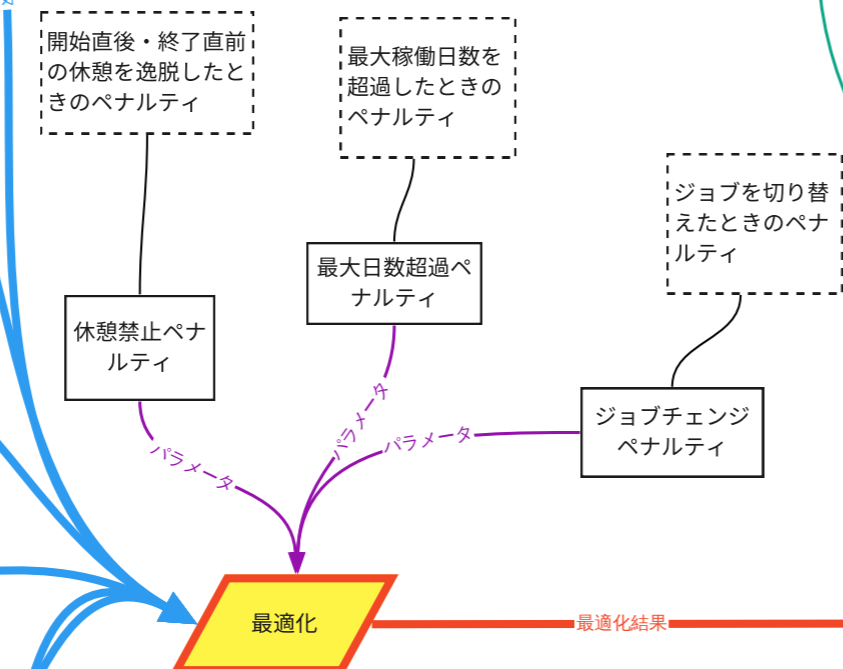 開始直後・終了直前
の休憩を逸脱したと
きのペナルティ
最大稼働日数を
超過したときの
ペナルティ
ジョブを切り替
えたときのペナ
ルティ
最大日数超過ペ
ナルティ
休憩禁止ペナ
ルティ
ジョブチェンジ
ペナルティ
パラメータ
パラメータ
パラメータ
最適化
最適化結果